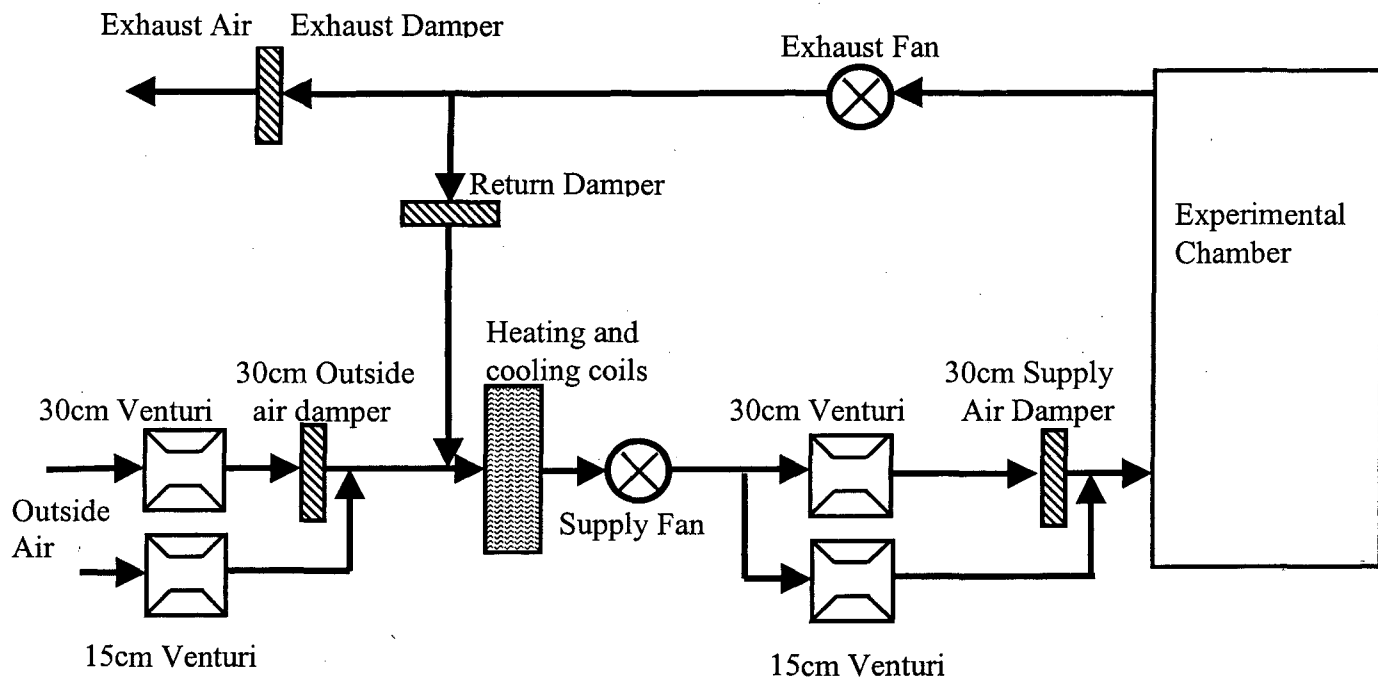 Exhaust Air
Exhaust Damper
Exhaust Fan
Return Damper
Experimental
Chamber
Heating and
cooling coils
30cm Outside
air damper
30cm Venturi
30cm Venturi
30cm Supply
Air Damper
Outside
Air
Supply Fan
15cm Venturi
15cm Venturi